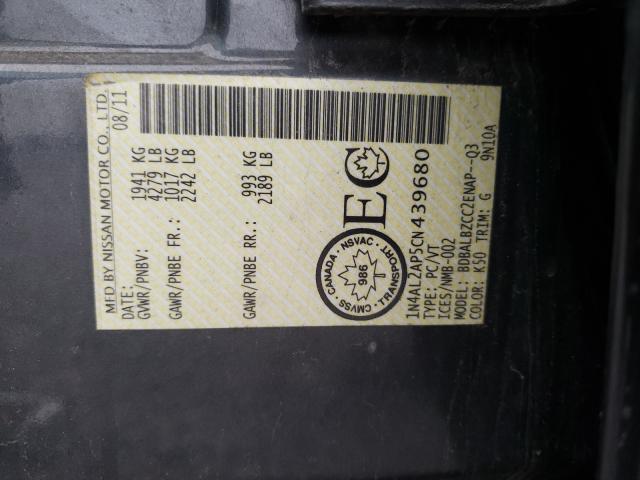 MFD BY NISSAN MOTOR CO., LTD.
DATE: 08/11
GVWR/PNBV: 1941 KG
4279 LB
GAWR/PNBE FR.: 1017 KG
2242 LB
GAWR/PNBE RR.: 993 KG
2189 LB
CANADA · NSVAC · TRANSPORT · CMVSS
986
EC
1N4AL2AP5CN439680
TYPE: PC/VT
ICES/NMB-002
MODEL: BDBALBZCC2ENAP--Q3
COLOR: K50 TRIM: G 9N10A